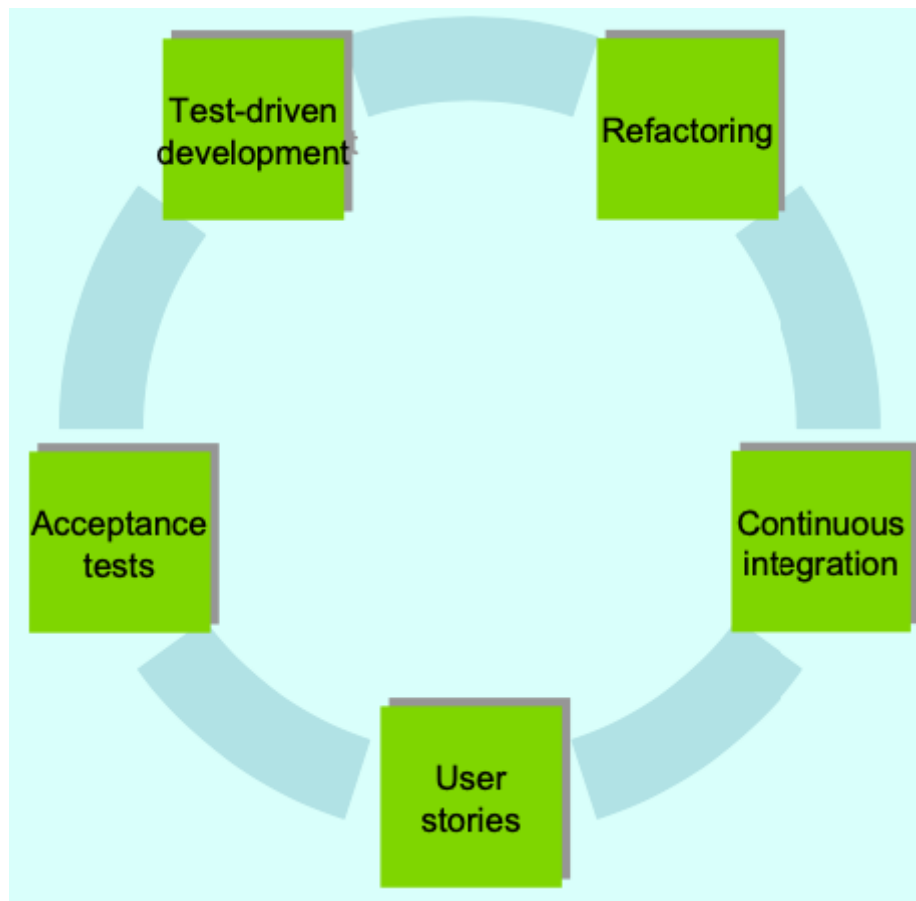 Test-driven
development
Refactoring
Acceptance
tests
Continuous
integration
User
stories